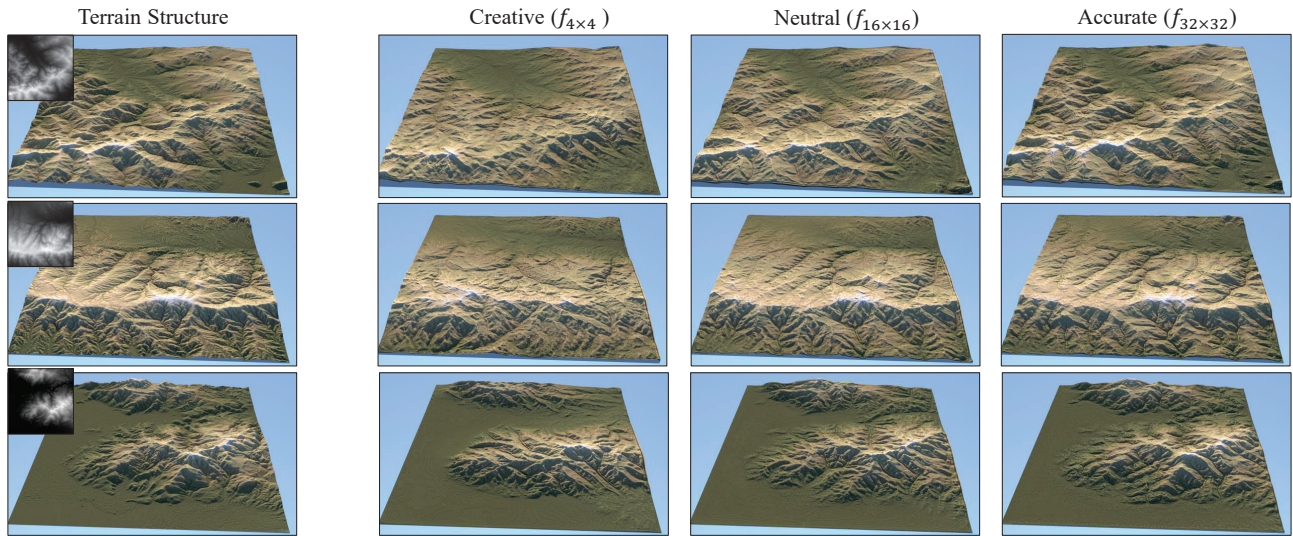 Terrain Structure
Creative (f4×4 )
Neutral (f16×16)
Accurate (f32×32)